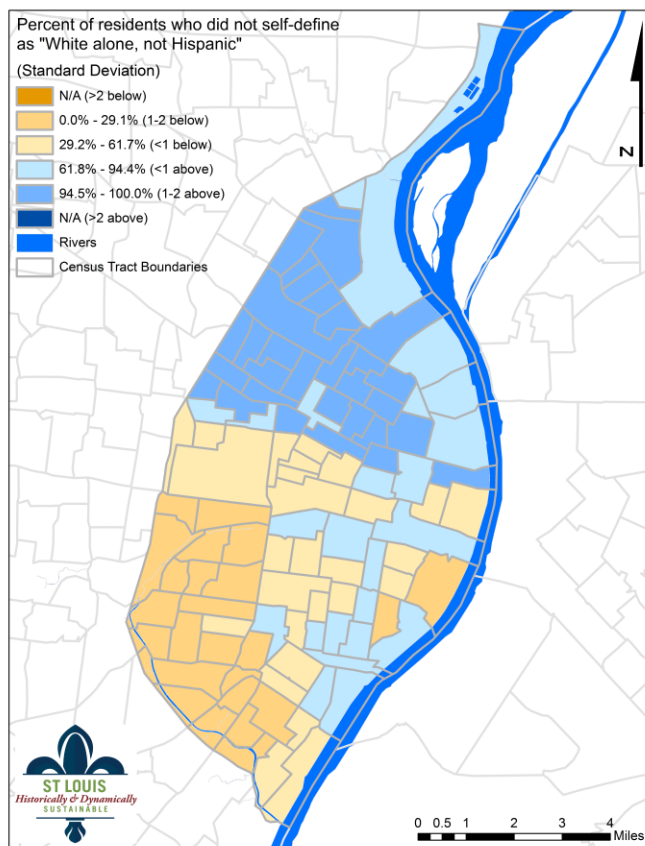 Percent of residents who did not self-define
as "White alone, not Hispanic"
(Standard Deviation)
N/A (>2 below)
0.0% - 29.1% (1-2 below)
29.2% - 61.7% (<1 below)
61.8% - 94.4% (<1 above)
94.5% - 100.0% (1-2 above)
N/A (>2 above)
Rivers
Census Tract Boundaries
N
ST LOUIS
Historically & Dynamically
SUSTAINABLE
0 0.5 1 2 3 4
Miles